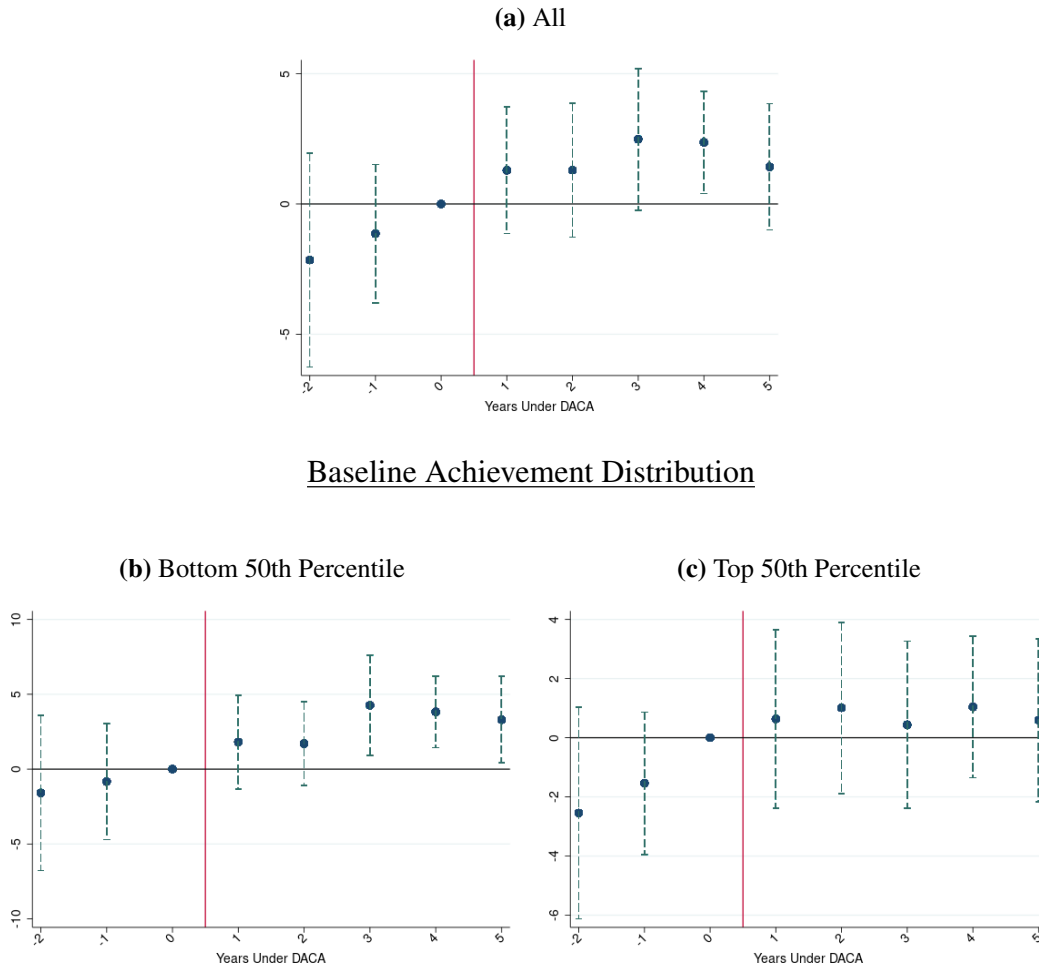 (a) All
5
0
-5
-2 -1 0 1 2 3 4 5
Years Under DACA
Baseline Achievement Distribution
(b) Bottom 50th Percentile
10
5
0
-5
-10
-2 -1 0 1 2 3 4 5
Years Under DACA
(c) Top 50th Percentile
4
2
0
-2
-4
-6
-2 -1 0 1 2 3 4 5
Years Under DACA